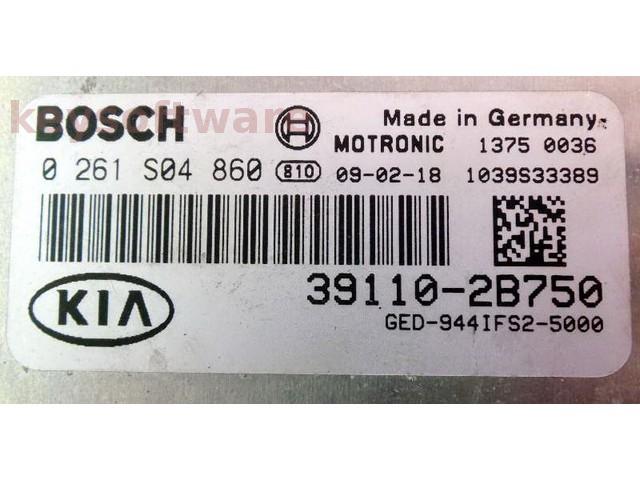 keysoftware
BOSCH Made in Germany
MOTRONIC 1375 0036
0 261 S04 860 810 09-02-18 1039S33389
KIA 39110-2B750
GED-944IFS2-5000